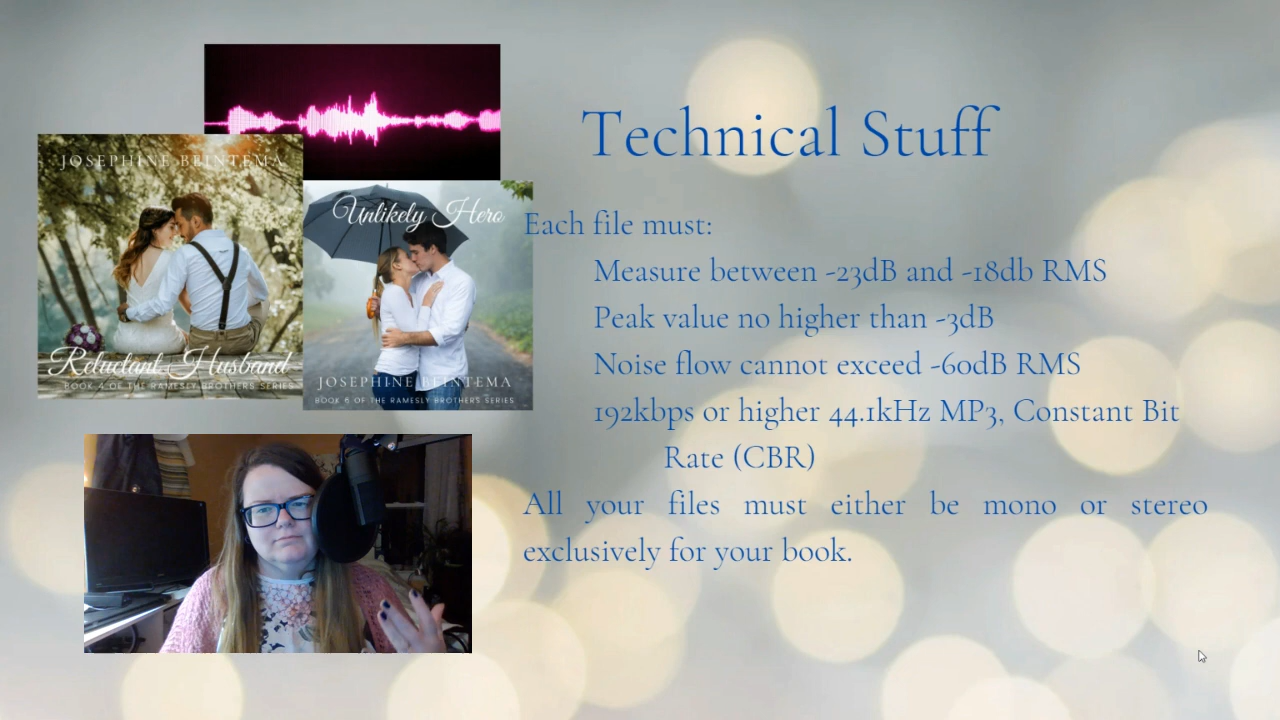 Technical Stuff
Each file must:
Measure between -23dB and -18db RMS
Peak value no higher than -3dB
Noise flow cannot exceed -60dB RMS
192kbps or higher 44.1kHz MP3, Constant Bit
Rate (CBR)
All your files must either be mono or stereo
exclusively for your book.
JOSEPHINE BEINTEMA
Reluctant Husband
BOOK 4 OF THE RAMESLY BROTHERS SERIES
Unlikely Hero
JOSEPHINE BEINTEMA
BOOK 6 OF THE RAMESLY BROTHERS SERIES